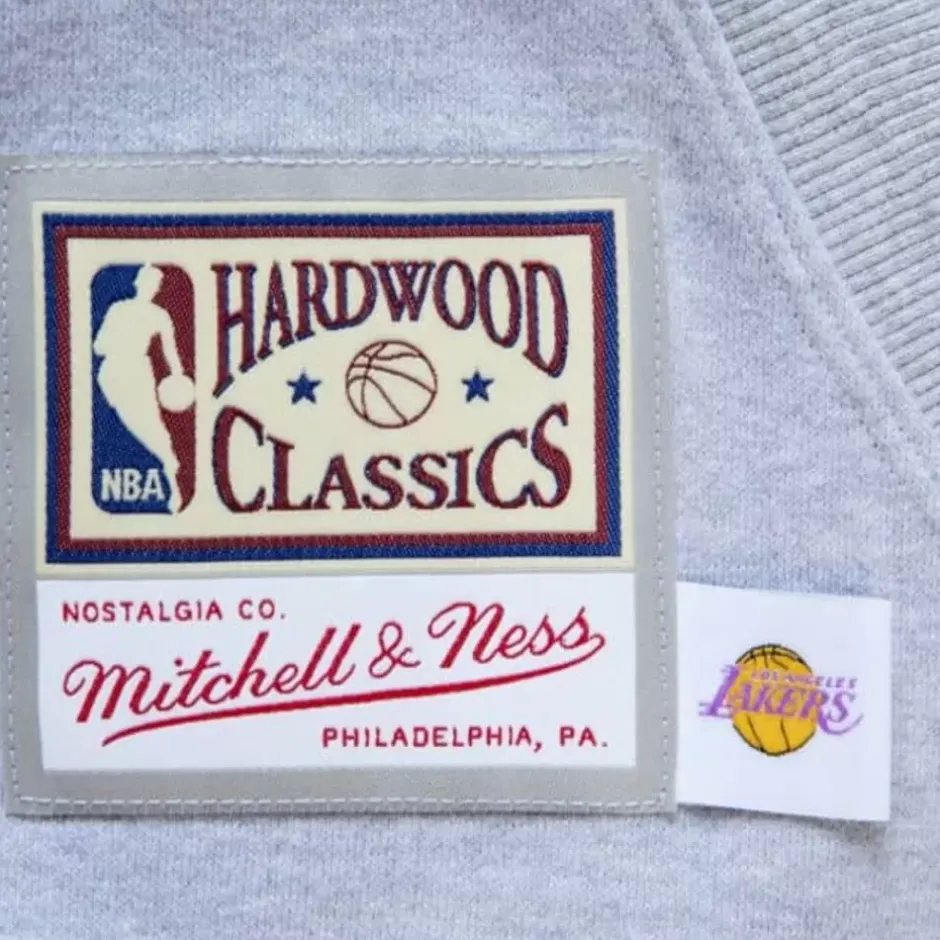 HARDWOOD
CLASSICS
NBA
NOSTALGIA CO.
Mitchell & Ness
PHILADELPHIA, PA.
LOS ANGELES
LAKERS